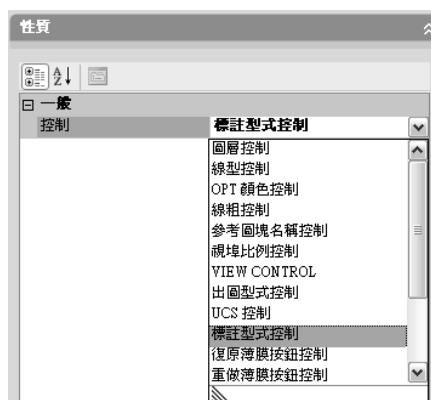 性質
一般
控制 標註型式控制
圖層控制
線型控制
OPT 顏色控制
線粗控制
參考圖塊名稱控制
視埠比例控制
VIEW CONTROL
出圖型式控制
UCS 控制
標註型式控制
復原薄膜按鈕控制
重做薄膜按鈕控制